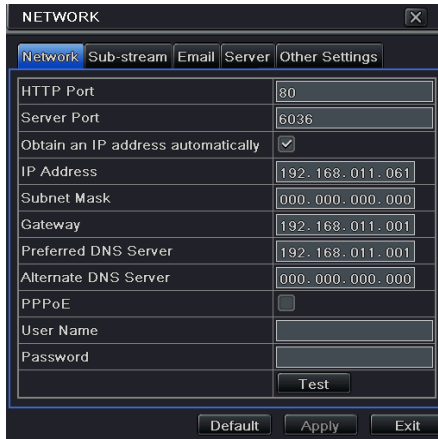 NETWORK
Network Sub-stream Email Server Other Settings
HTTP Port 80
Server Port 6036
Obtain an IP address automatically
IP Address 192.168.011.061
Subnet Mask 000.000.000.000
Gateway 192.168.011.001
Preferred DNS Server 192.168.011.001
Alternate DNS Server 000.000.000.000
PPPoE
User Name
Password
Test
Default Apply Exit